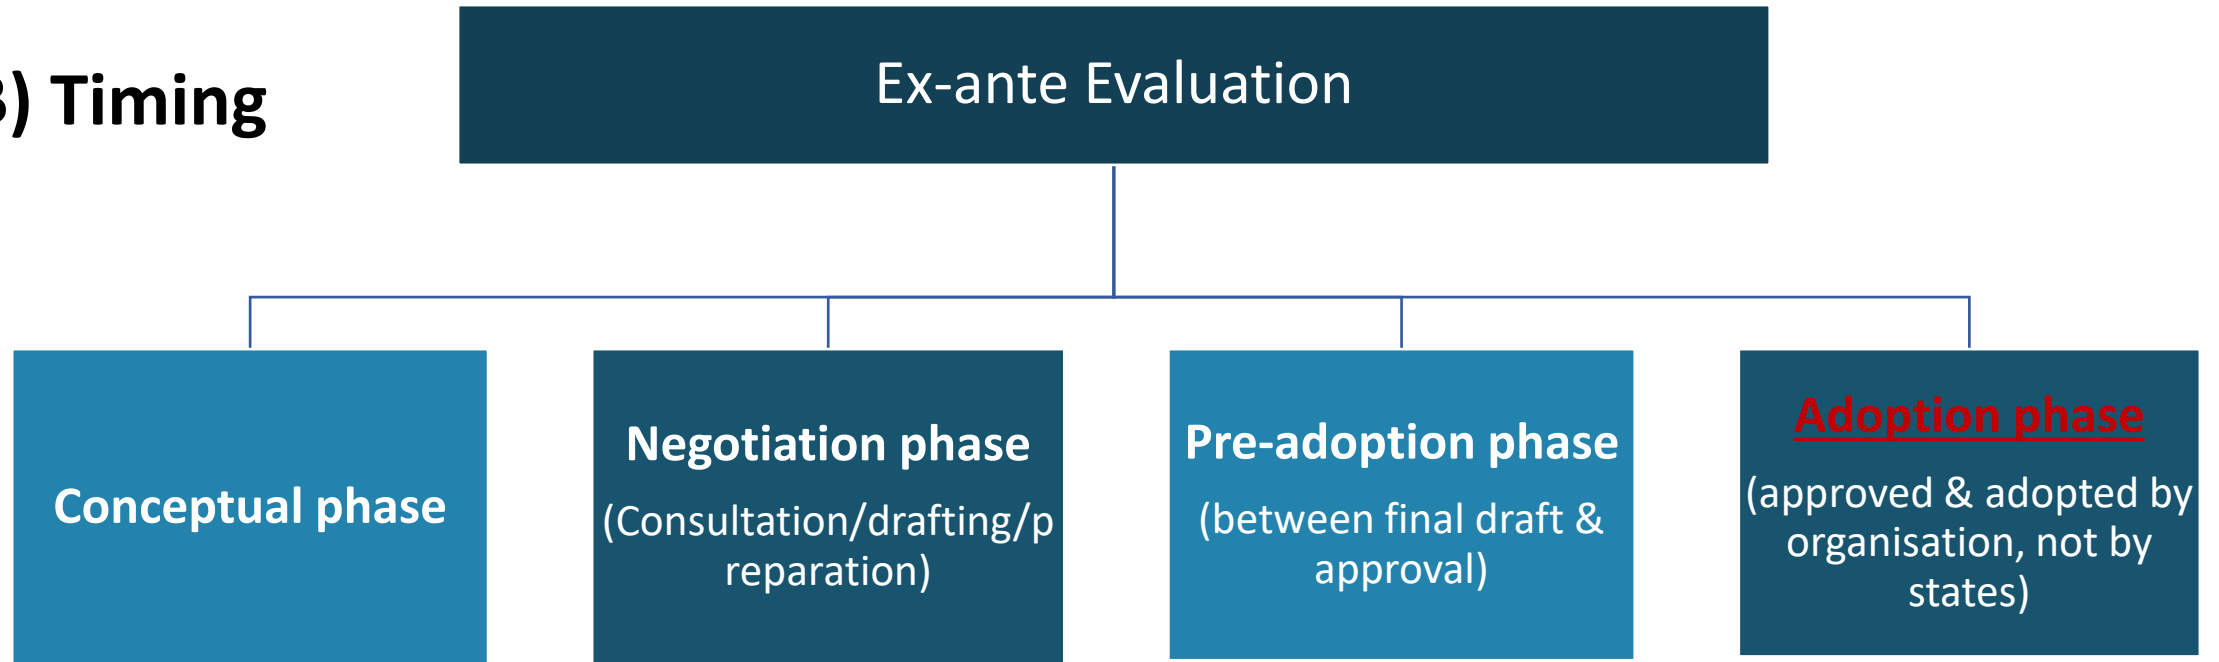 3) Timing
Ex-ante Evaluation
Conceptual phase
Negotiation phase
(Consultation/drafting/p
reparation)
Pre-adoption phase
(between final draft &
approval)
Adoption phase
(approved & adopted by
organisation, not by
states)